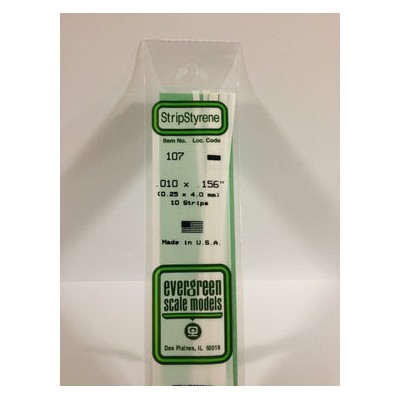 StripStyrene
Item No. Loc. Code
107
.010 x .156"
(0.25 x 4.0 mm)
10 Strips
Made in U.S.A.
evergreen
scale models
Des Plaines, IL 60018